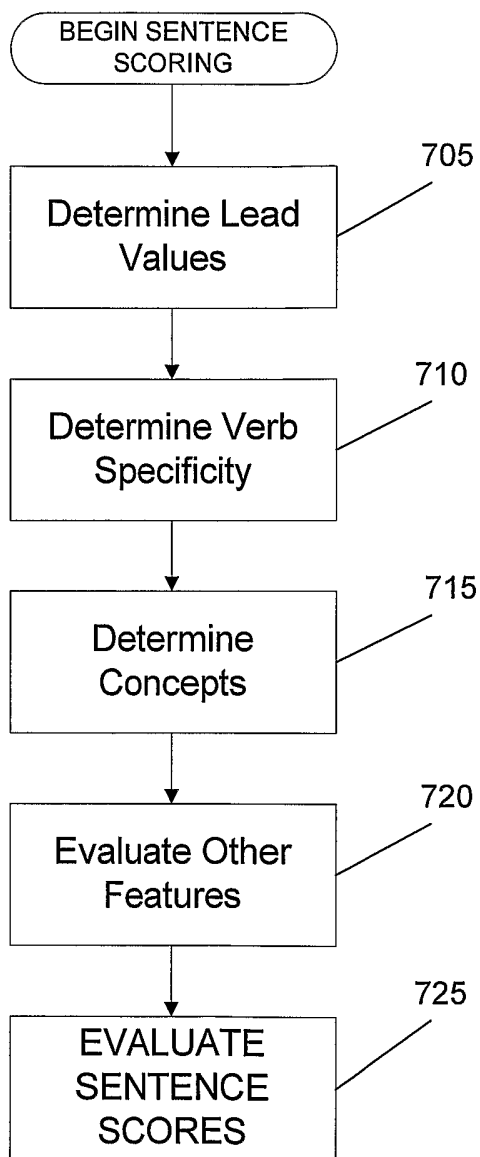 BEGIN SENTENCE
SCORING
705
Determine Lead
Values
710
Determine Verb
Specificity
715
Determine
Concepts
720
Evaluate Other
Features
725
EVALUATE
SENTENCE
SCORES